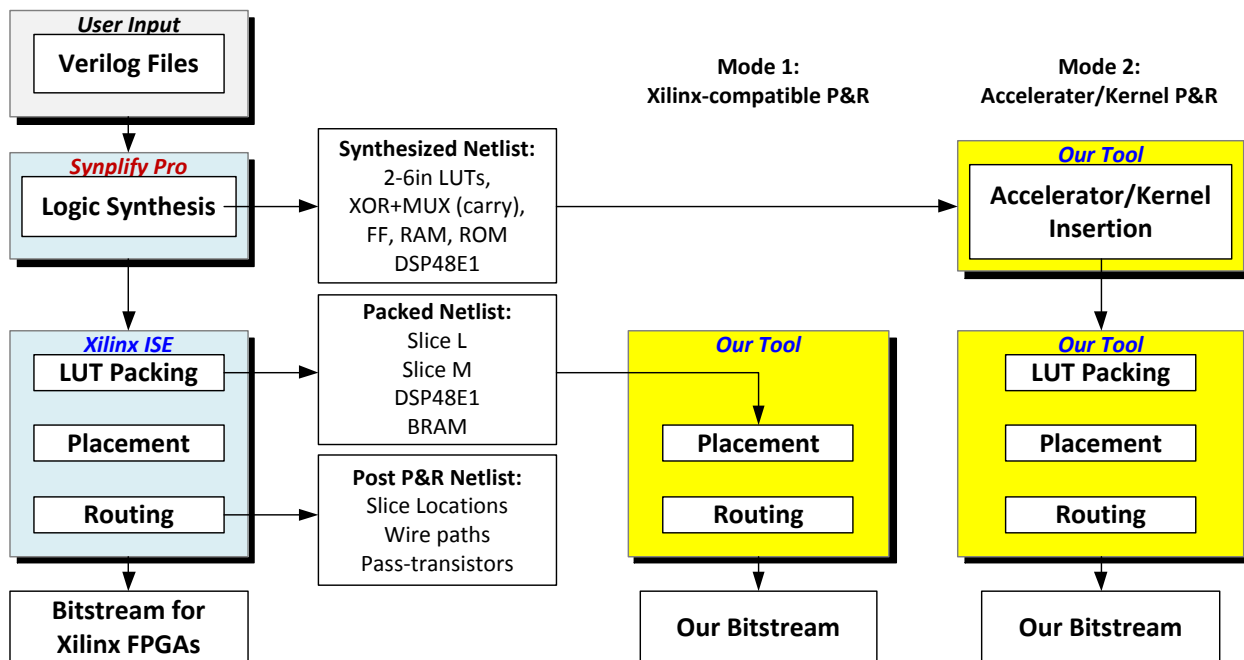 User Input
Verilog Files
Synplify Pro
Logic Synthesis
Xilinx ISE
LUT Packing
Placement
Routing
Bitstream for
Xilinx FPGAs
Synthesized Netlist:
2-6in LUTs,
XOR+MUX (carry),
FF, RAM, ROM
DSP48E1
Packed Netlist:
Slice L
Slice M
DSP48E1
BRAM
Post P&R Netlist:
Slice Locations
Wire paths
Pass-transistors
Mode 1:
Xilinx-compatible P&R
Our Tool
Placement
Routing
Our Bitstream
Mode 2:
Accelerater/Kernel P&R
Our Tool
Accelerator/Kernel
Insertion
Our Tool
LUT Packing
Placement
Routing
Our Bitstream